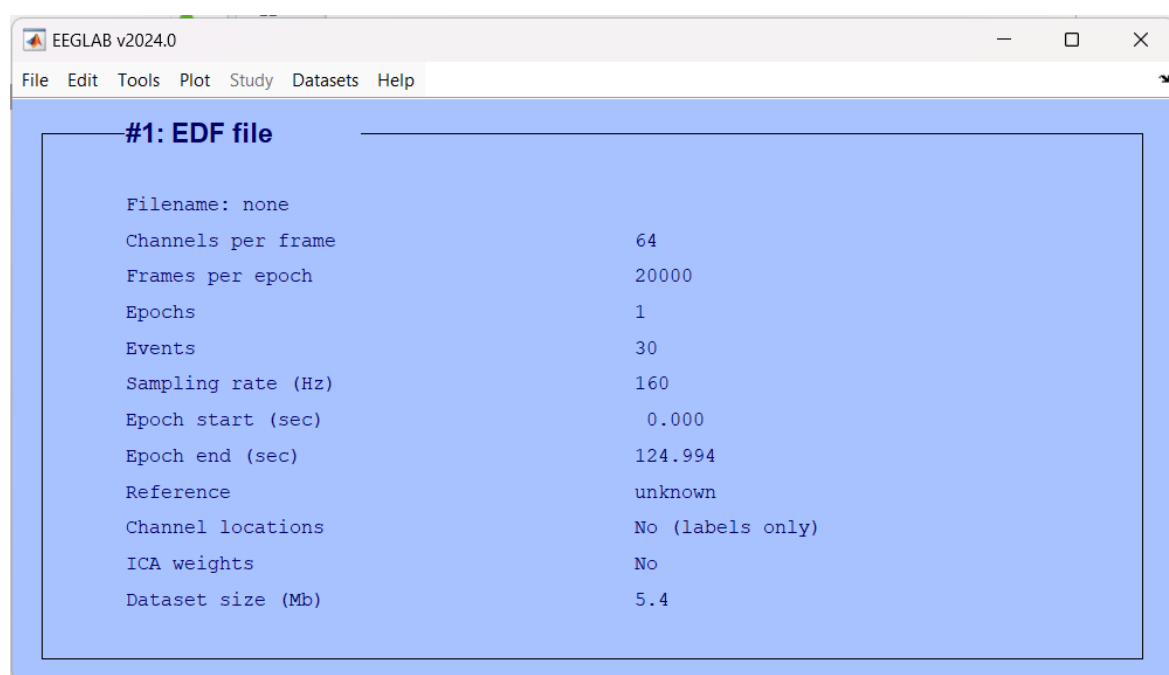 EEGLAB v2024.0
File Edit Tools Plot Study Datasets Help
#1: EDF file
Filename: none
Channels per frame 64
Frames per epoch 20000
Epochs 1
Events 30
Sampling rate (Hz) 160
Epoch start (sec) 0.000
Epoch end (sec) 124.994
Reference unknown
Channel locations No (labels only)
ICA weights No
Dataset size (Mb) 5.4